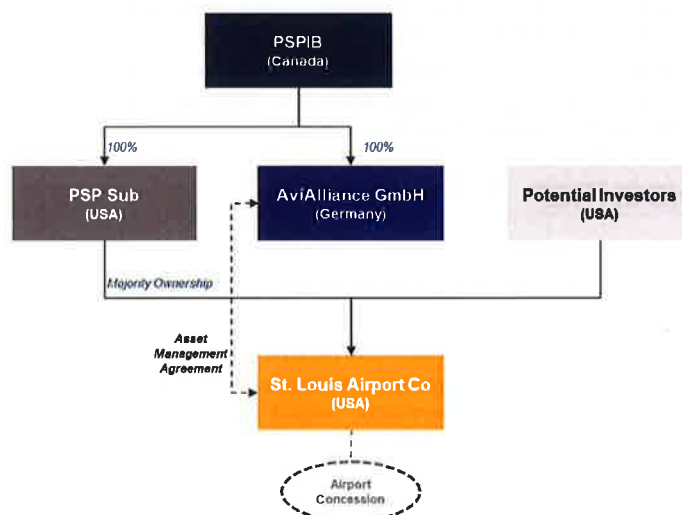 PSPIB
(Canada)
100%
100%
PSP Sub
(USA)
AviAlliance GmbH
(Germany)
Potential Investors
(USA)
Majority Ownership
Asset
Management
Agreement
St. Louis Airport Co
(USA)
Airport
Concession